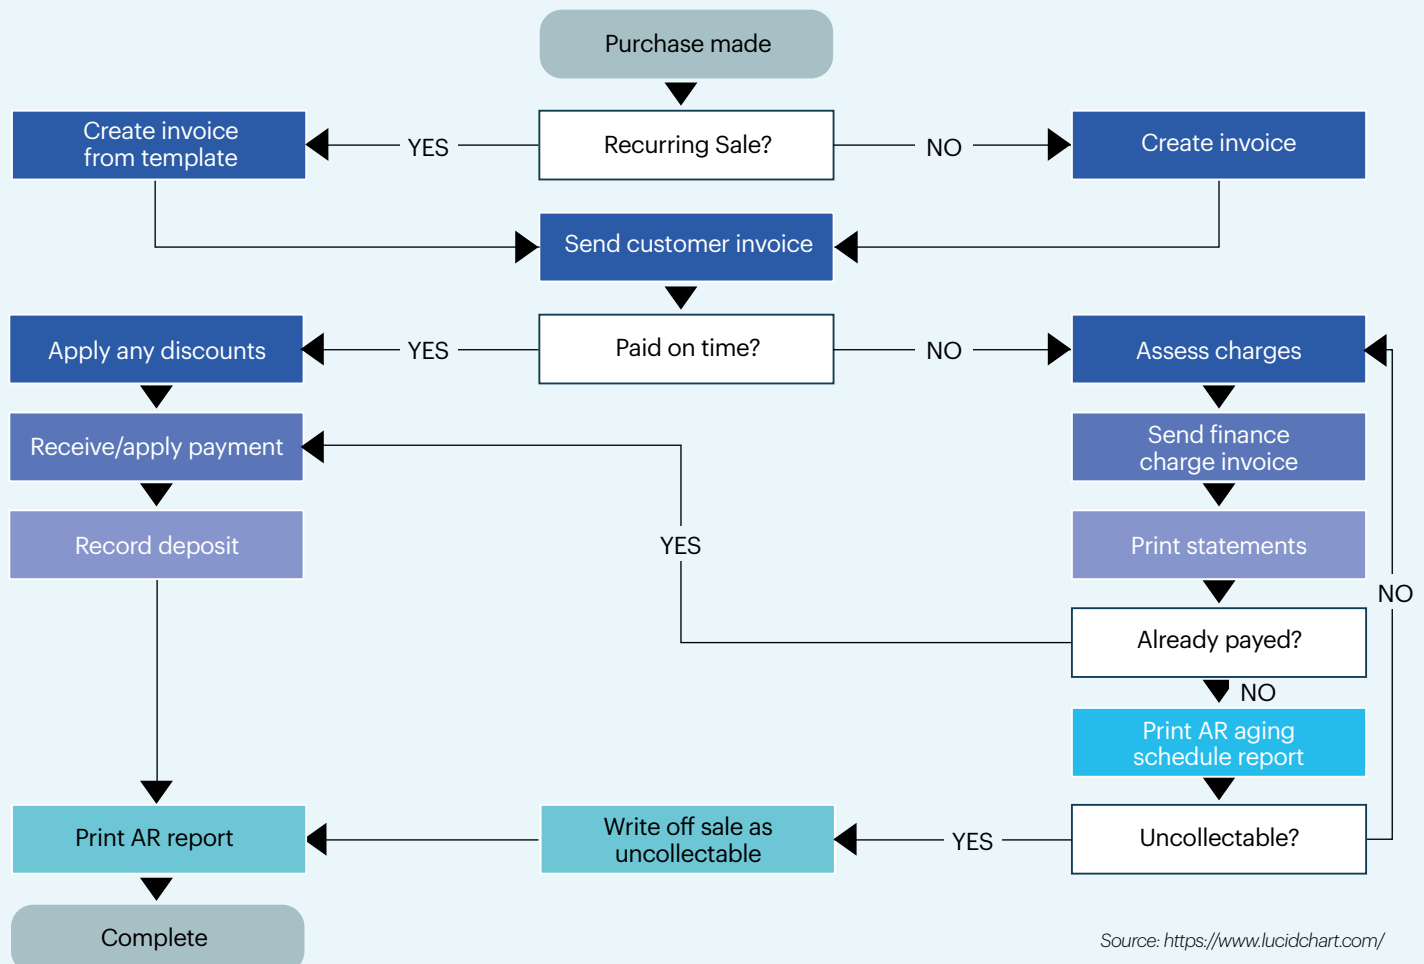 Purchase made
Create invoice
from template
YES
Recurring Sale?
NO
Create invoice
Send customer invoice
Apply any discounts
YES
Paid on time?
NO
Assess charges
Receive/apply payment
Send finance
charge invoice
Record deposit
YES
Print statements
NO
Already payed?
NO
Print AR aging
schedule report
Print AR report
Write off sale as
uncollectable
YES
Uncollectable?
Complete
Source: https://www.lucidchart.com/